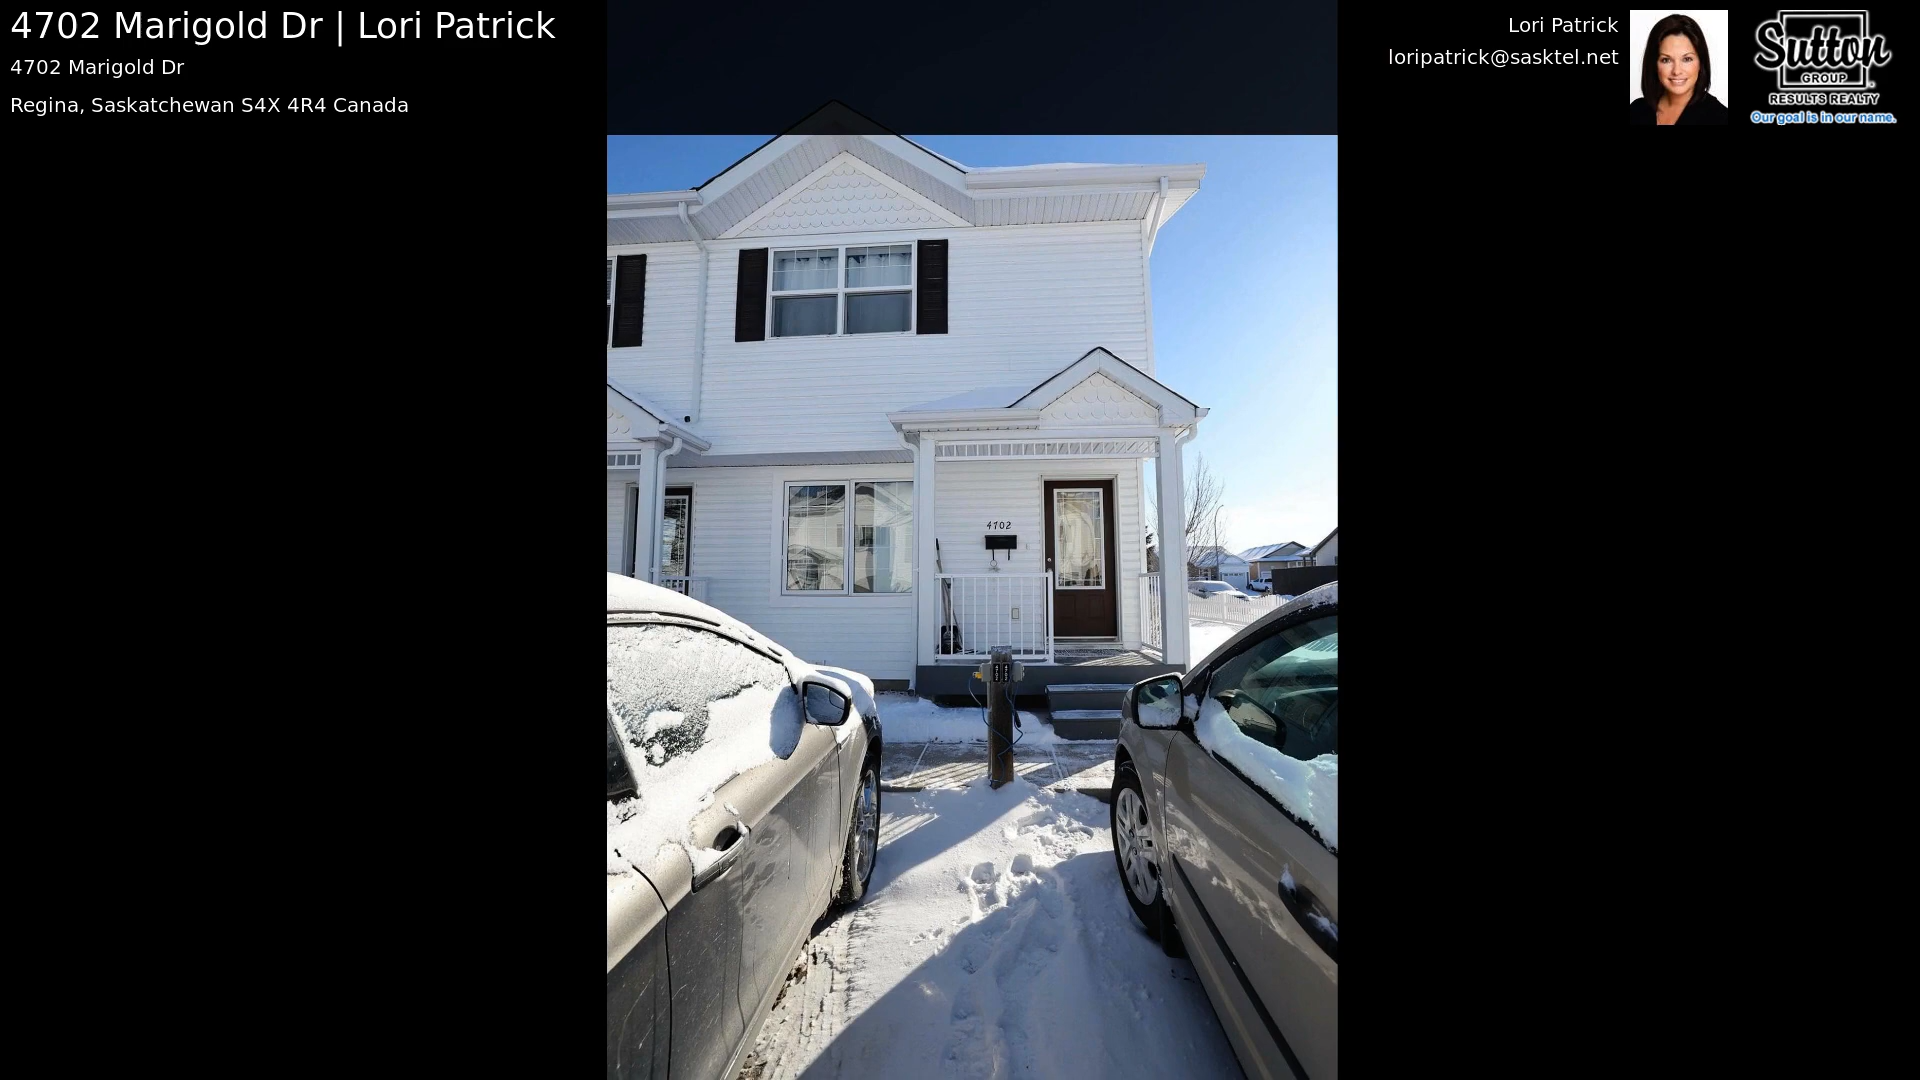 4702 Marigold Dr | Lori Patrick
4702 Marigold Dr
Regina, Saskatchewan S4X 4R4 Canada
Lori Patrick
loripatrick@sasktel.net
Sutton
GROUP
RESULTS REALTY
Our goal is in our name.
4702